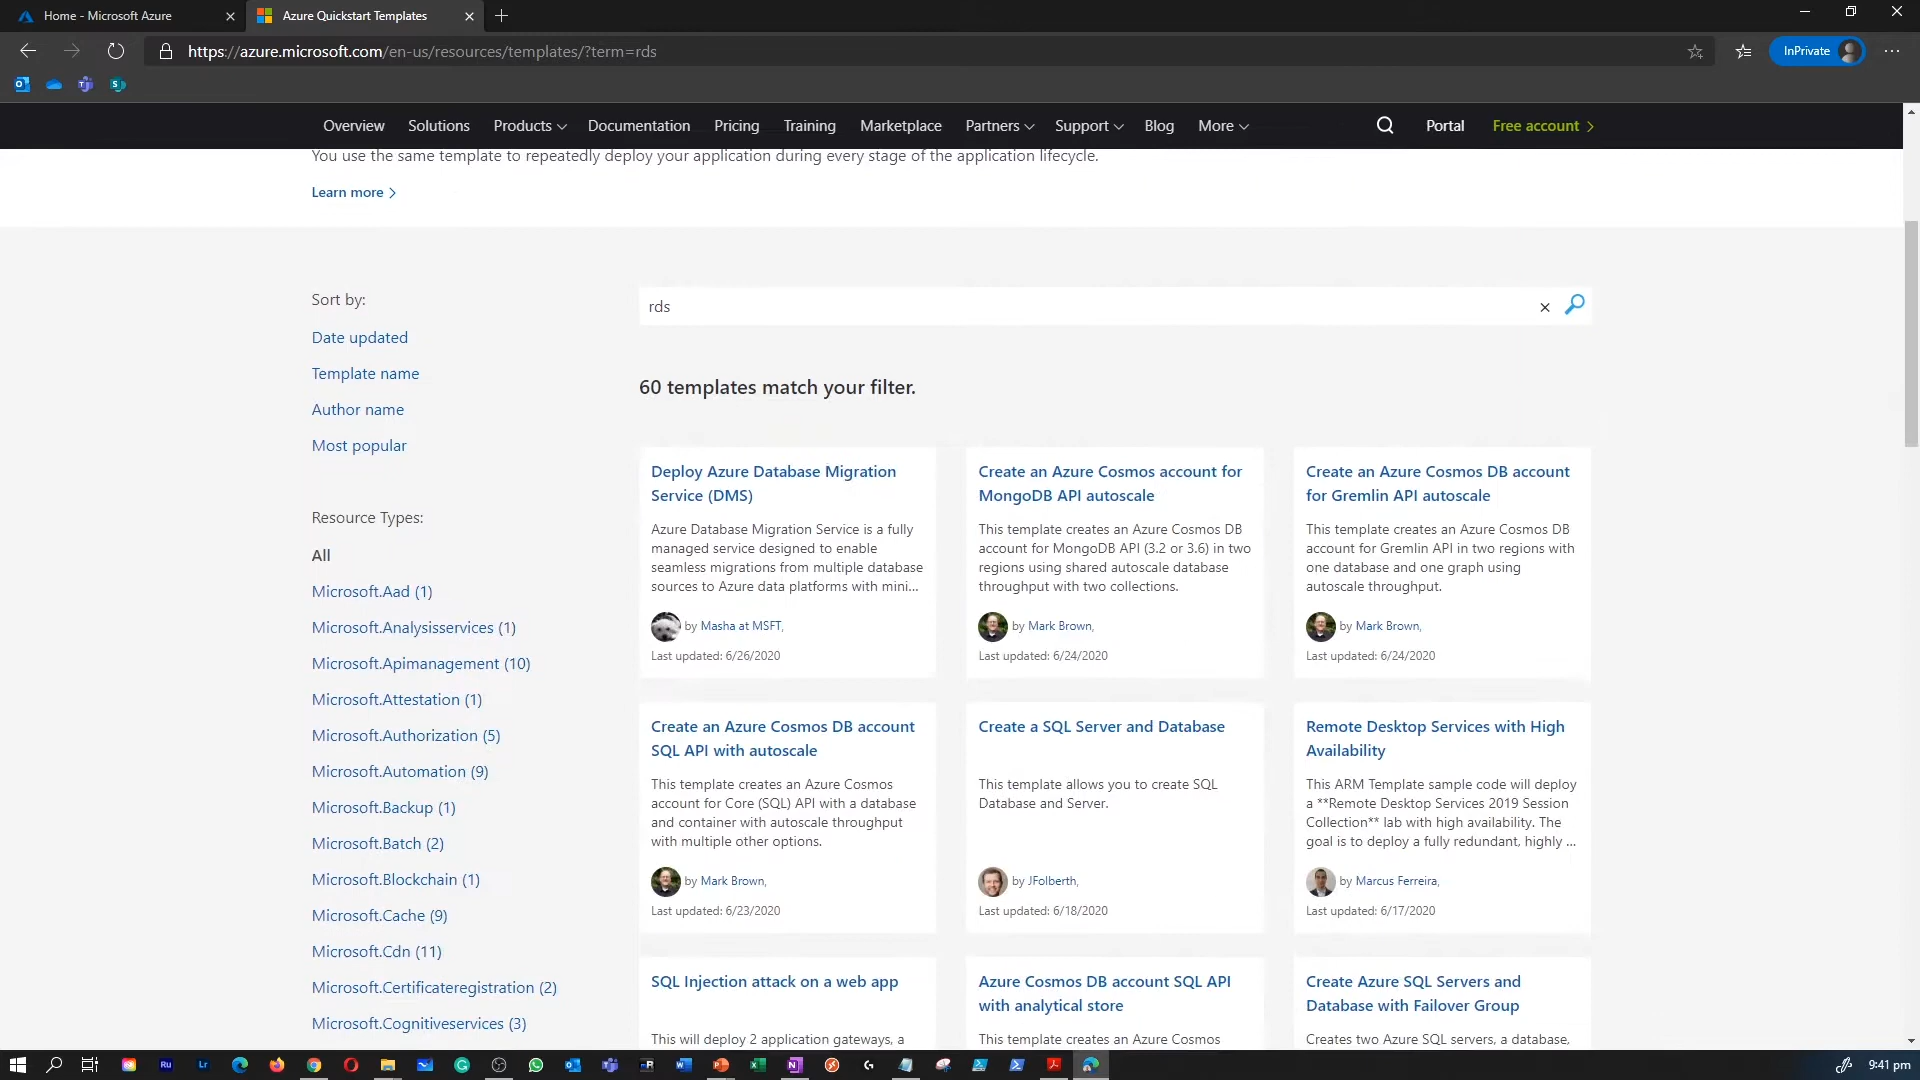 Home - Microsoft Azure
Azure Quickstart Templates
https://azure.microsoft.com/en-us/resources/templates/?term=rds
InPrivate
Overview
Solutions
Products
Documentation
Pricing
Training
Marketplace
Partners
Support
Blog
More
Portal
Free account
You use the same template to repeatedly deploy your application during every stage of the application lifecycle.
Learn more
Sort by:
Date updated
Template name
Author name
Most popular
Resource Types:
All
Microsoft.Aad (1)
Microsoft.Analysisservices (1)
Microsoft.Apimanagement (10)
Microsoft.Attestation (1)
Microsoft.Authorization (5)
Microsoft.Automation (9)
Microsoft.Backup (1)
Microsoft.Batch (2)
Microsoft.Blockchain (1)
Microsoft.Cache (9)
Microsoft.Cdn (11)
Microsoft.Certificateregistration (2)
Microsoft.Cognitiveservices (3)
rds
60 templates match your filter.
Deploy Azure Database Migration
Service (DMS)
Azure Database Migration Service is a fully
managed service designed to enable
seamless migrations from multiple database
sources to Azure data platforms with mini...
by Masha at MSFT,
Last updated: 6/26/2020
Create an Azure Cosmos account for
MongoDB API autoscale
This template creates an Azure Cosmos DB
account for MongoDB API (3.2 or 3.6) in two
regions using shared autoscale database
throughput with two collections.
by Mark Brown,
Last updated: 6/24/2020
Create an Azure Cosmos DB account
for Gremlin API autoscale
This template creates an Azure Cosmos DB
account for Gremlin API in two regions with
one database and one graph using
autoscale throughput.
by Mark Brown,
Last updated: 6/24/2020
Create an Azure Cosmos DB account
SQL API with autoscale
This template creates an Azure Cosmos
account for Core (SQL) API with a database
and container with autoscale throughput
with multiple other options.
by Mark Brown,
Last updated: 6/23/2020
Create a SQL Server and Database
This template allows you to create SQL
Database and Server.
by JFolberth,
Last updated: 6/18/2020
Remote Desktop Services with High
Availability
This ARM Template sample code will deploy
a **Remote Desktop Services 2019 Session
Collection** lab with high availability. The
goal is to deploy a fully redundant, highly ...
by Marcus Ferreira,
Last updated: 6/17/2020
SQL Injection attack on a web app
This will deploy 2 application gateways, a
Azure Cosmos DB account SQL API
with analytical store
This template creates an Azure Cosmos
Create Azure SQL Servers and
Database with Failover Group
Creates two Azure SQL servers, a database,
Ru
Lr
9:41 pm